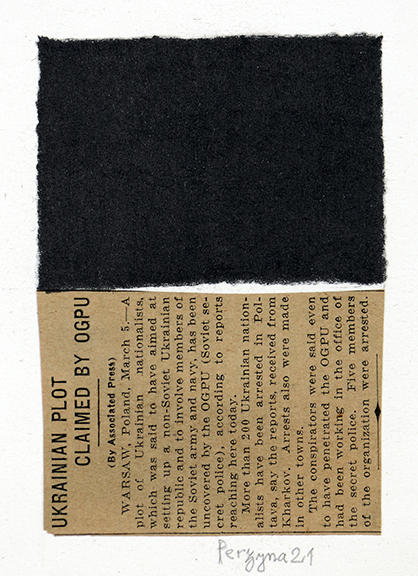 UKRAINIAN PLOT
CLAIMED BY OGPU
(By Associated Press)
WARSAW, Poland, March 5.—A
plot of Ukrainian nationalists,
which was said to have aimed at
setting up a non-Soviet Ukrainian
republic and to involve members of
the Soviet army and navy, has been
uncovered by the OGPU (Soviet se-
cret police), according to reports
reaching here today.
More than 200 Ukrainian nation-
alists have been arrested in Pol-
tava, say the reports, received from
Kharkov. Arrests also were made
in other towns.
The conspirators were said even
to have penetrated the OGPU and
had been working in the office of
the secret police. Five members
of the organization were arrested.
Peryyna21